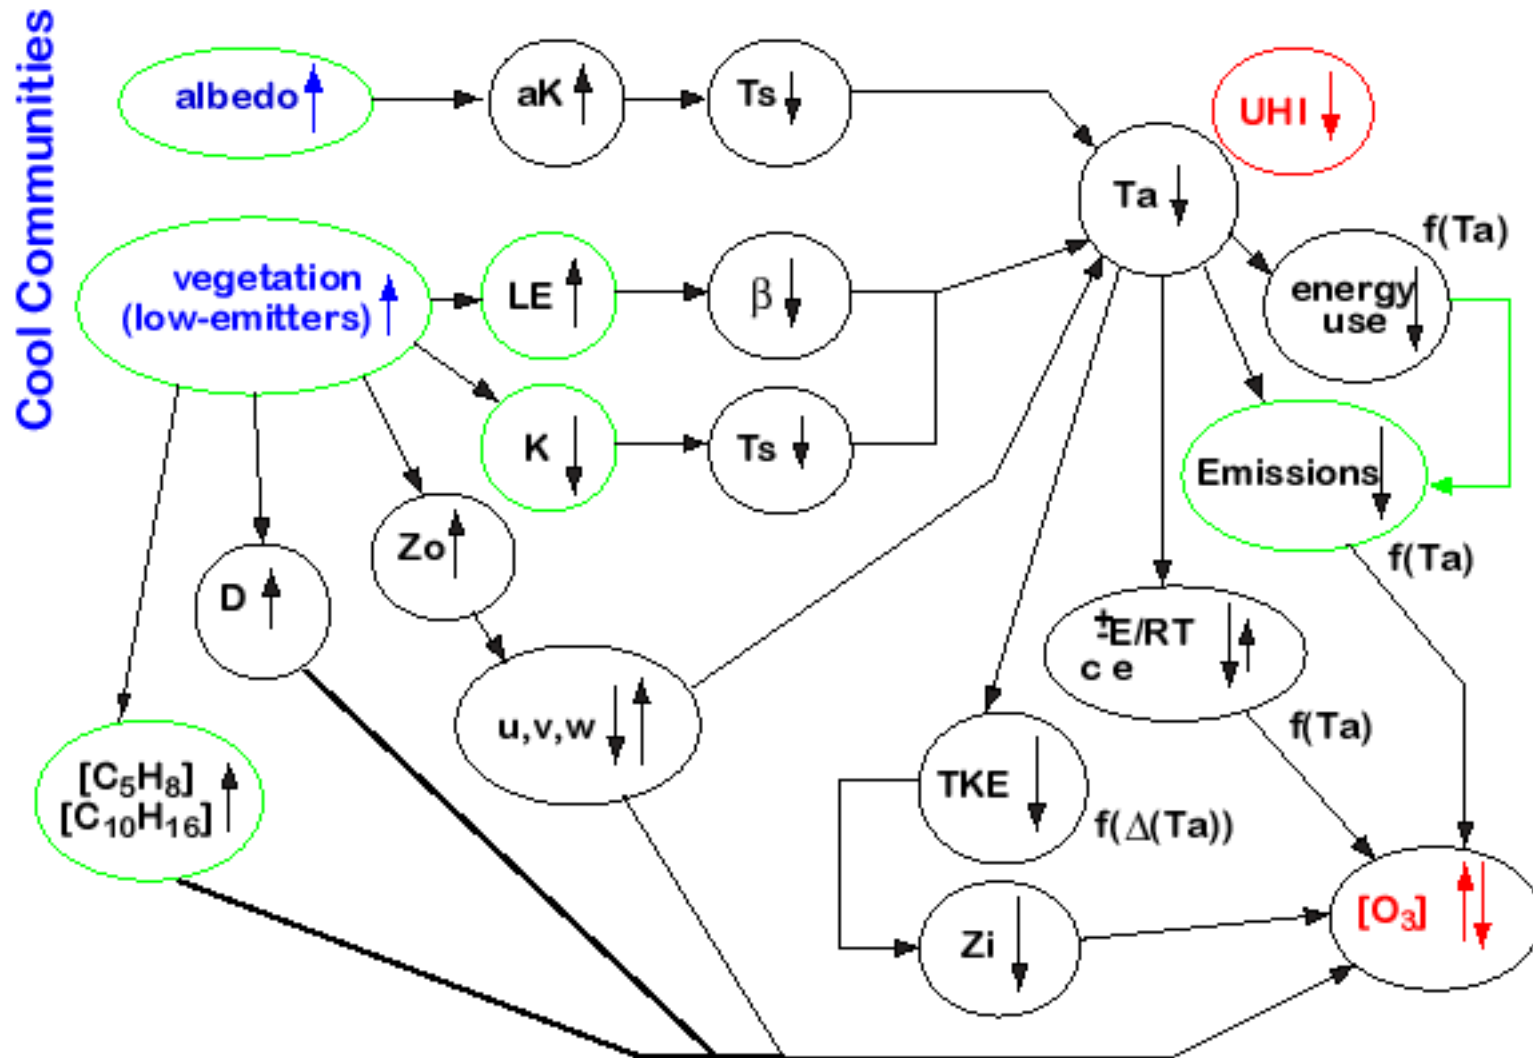 Cool Communities
albedo
aK
Ts
UHI
Ta
f(Ta)
vegetation
(low-emitters)
LE
β
energy
use
K
Ts
Emissions
Zo
D
f(Ta)
±E/RT
c e
u,v,w
f(Ta)
[C₅H₈]
[C₁₀H₁₆]
TKE
f(Δ(Ta))
Zi
[O₃]